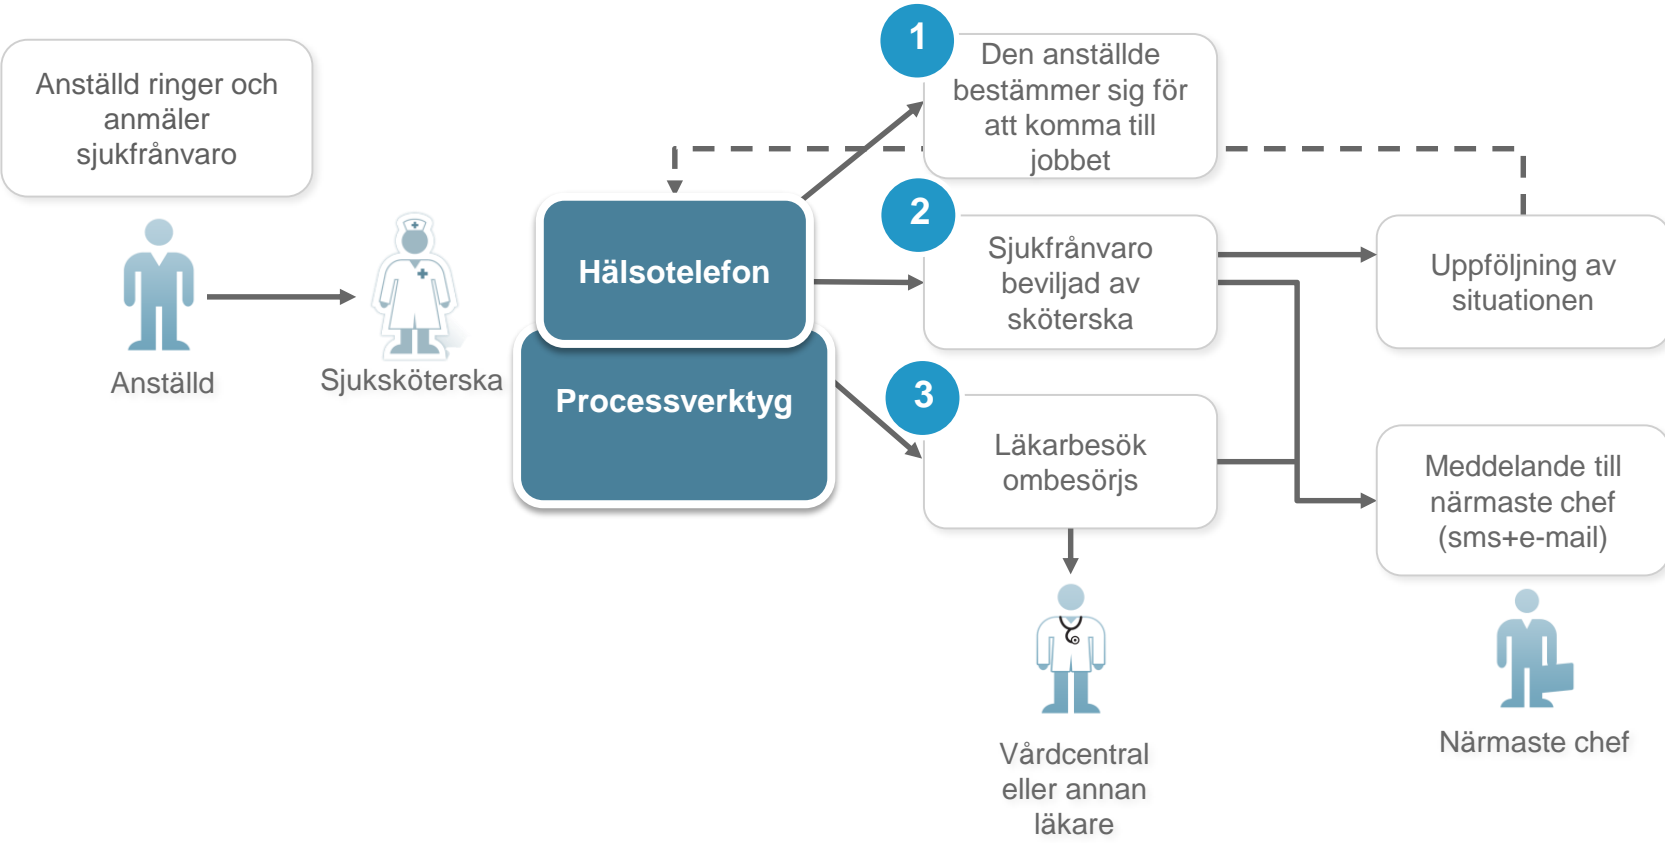 Anställd ringer och
anmäler
sjukfrånvaro
Anställd
Sjuksköterska
Hälsotelefon
Processverktyg
1
Den anställde
bestämmer sig för
att komma till
jobbet
2
Sjukfrånvaro
beviljad av
sköterska
3
Läkarbesök
ombesörjs
Vårdcentral
eller annan
läkare
Uppföljning av
situationen
Meddelande till
närmaste chef
(sms+e-mail)
Närmaste chef